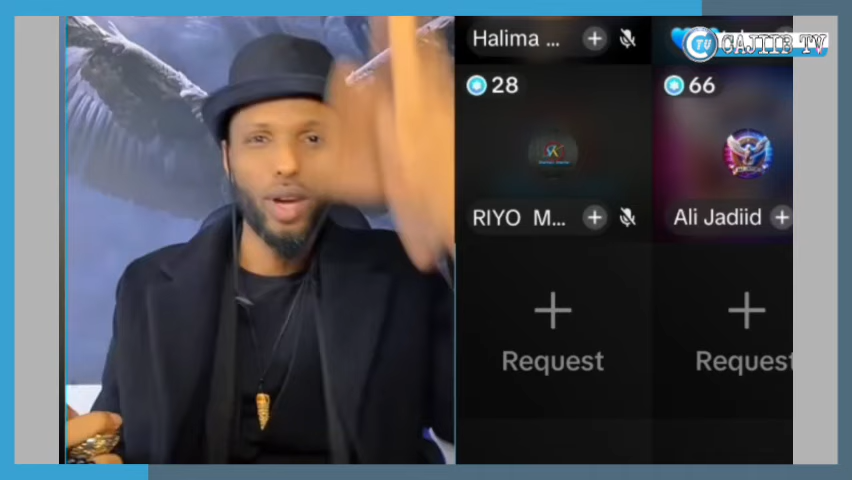 Halima ...
CAJIIB TV
28
66
RIYO M...
Ali Jadiid
Request
Request